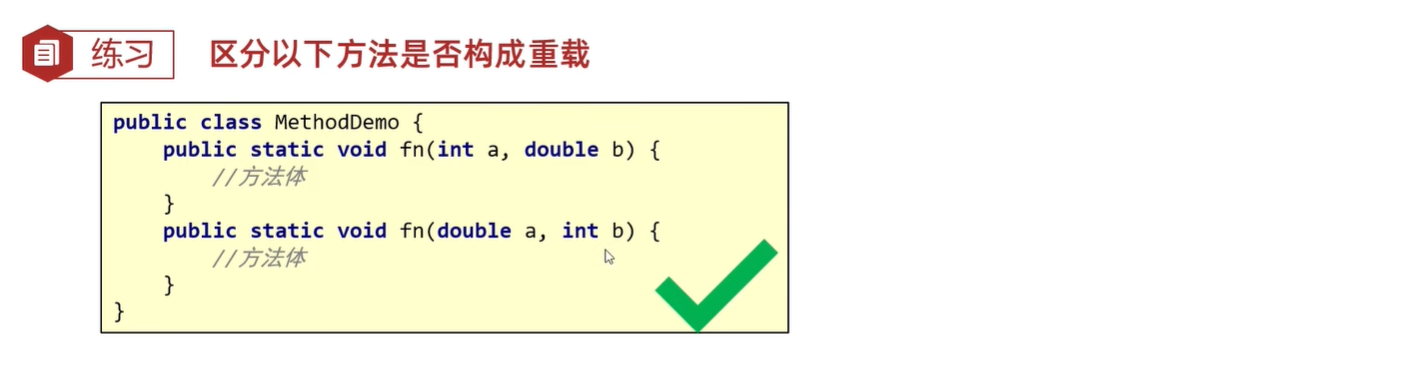 练习
区分以下方法是否构成重载
public class MethodDemo {
    public static void fn(int a, double b) {
        //方法体
    }
    public static void fn(double a, int b) {
        //方法体
    }
}